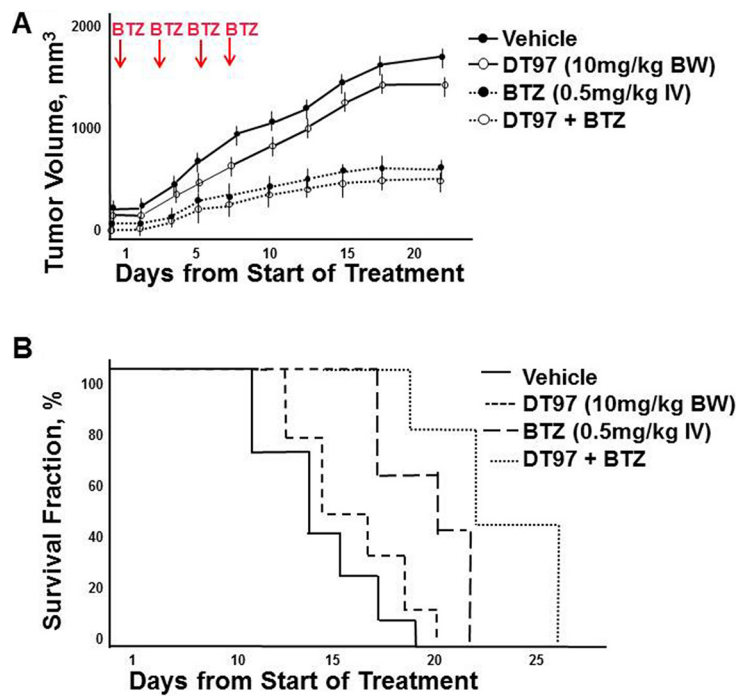 A
BTZ BTZ BTZ BTZ
Tumor Volume, mm3
2000
1000
0
1 5 10 15 20
Days from Start of Treatment
Vehicle
DT97 (10mg/kg BW)
BTZ (0.5mg/kg IV)
DT97 + BTZ
B
Survival Fraction, %
100
80
60
40
20
0
1 10 15 20 25
Days from Start of Treatment
Vehicle
DT97 (10mg/kg BW)
BTZ (0.5mg/kg IV)
DT97 + BTZ